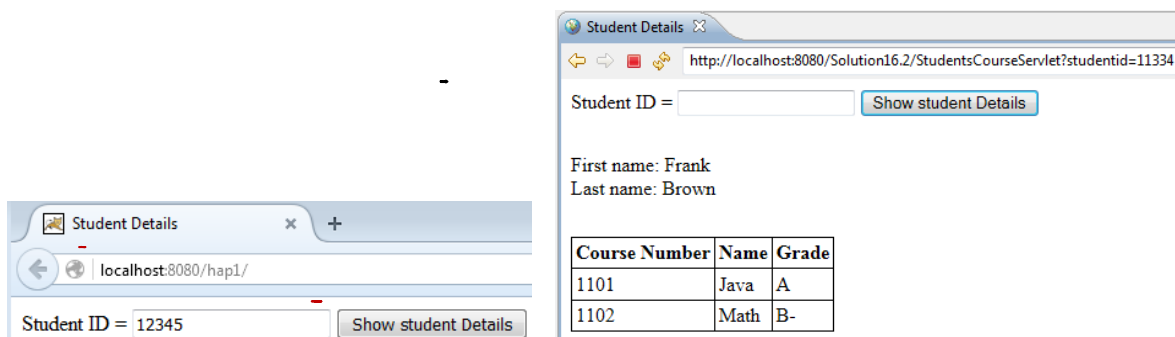 Student Details
localhost:8080/hap1/
Student ID = 12345 Show student Details
Student Details
http://localhost:8080/Solution16.2/StudentsCourseServlet?studentid=11334
Student ID = Show student Details
First name: Frank
Last name: Brown
Course Number Name Grade
1101 Java A
1102 Math B-